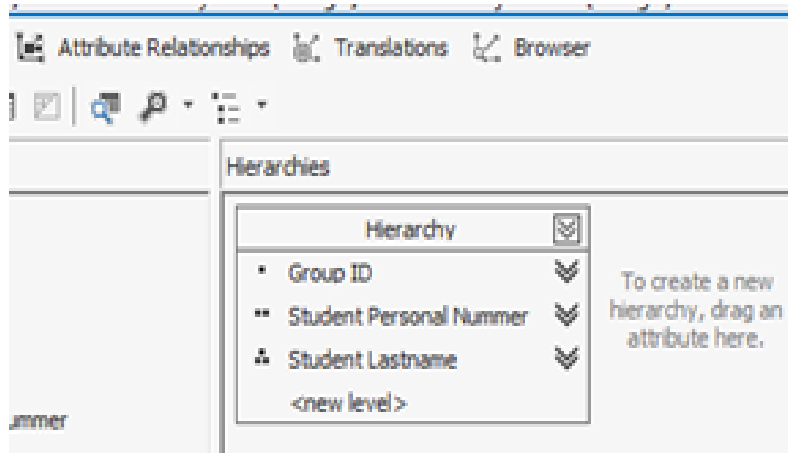 Attribute Relationships Translations Browser
Hierarchies
Hierarchy
Group ID
Student Personal Nummer
Student Lastname
<new level>
To create a new
hierarchy, drag an
attribute here.
ummer